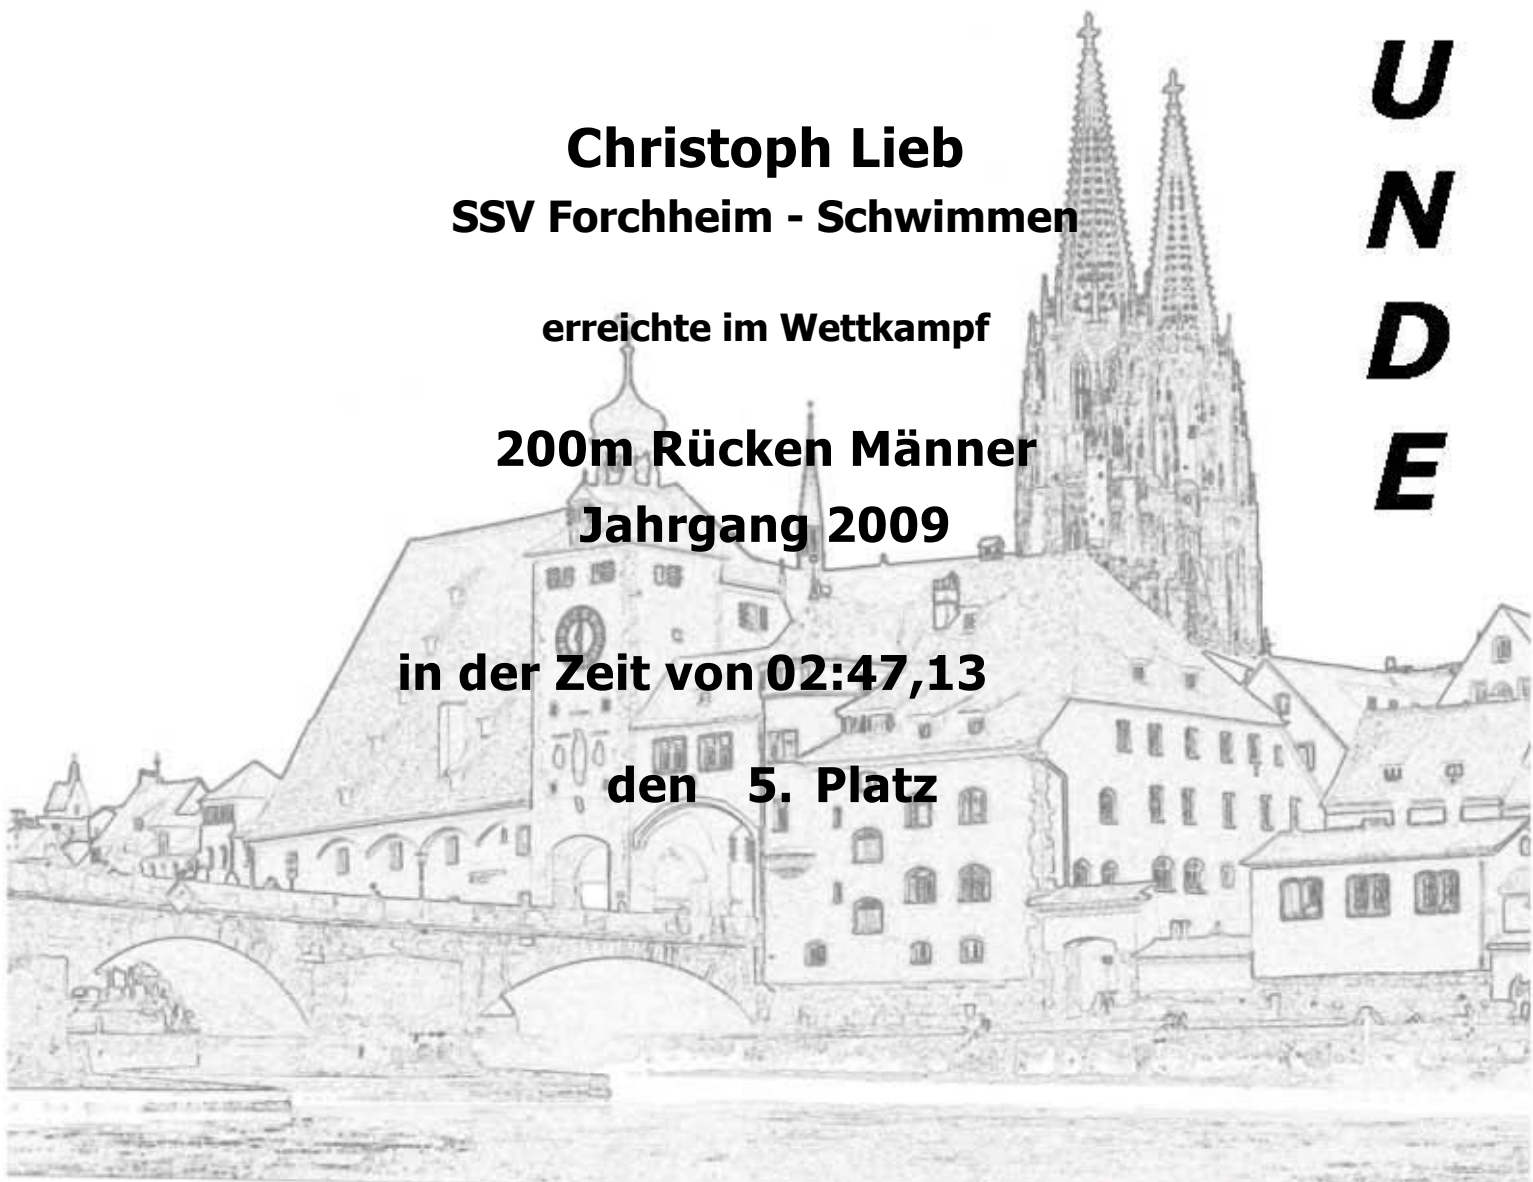 Christoph Lieb
SSV Forchheim - Schwimmen
erreichte im Wettkampf
200m Rücken Männer
Jahrgang 2009
in der Zeit von 02:47,13
den 5. Platz
U
N
D
E